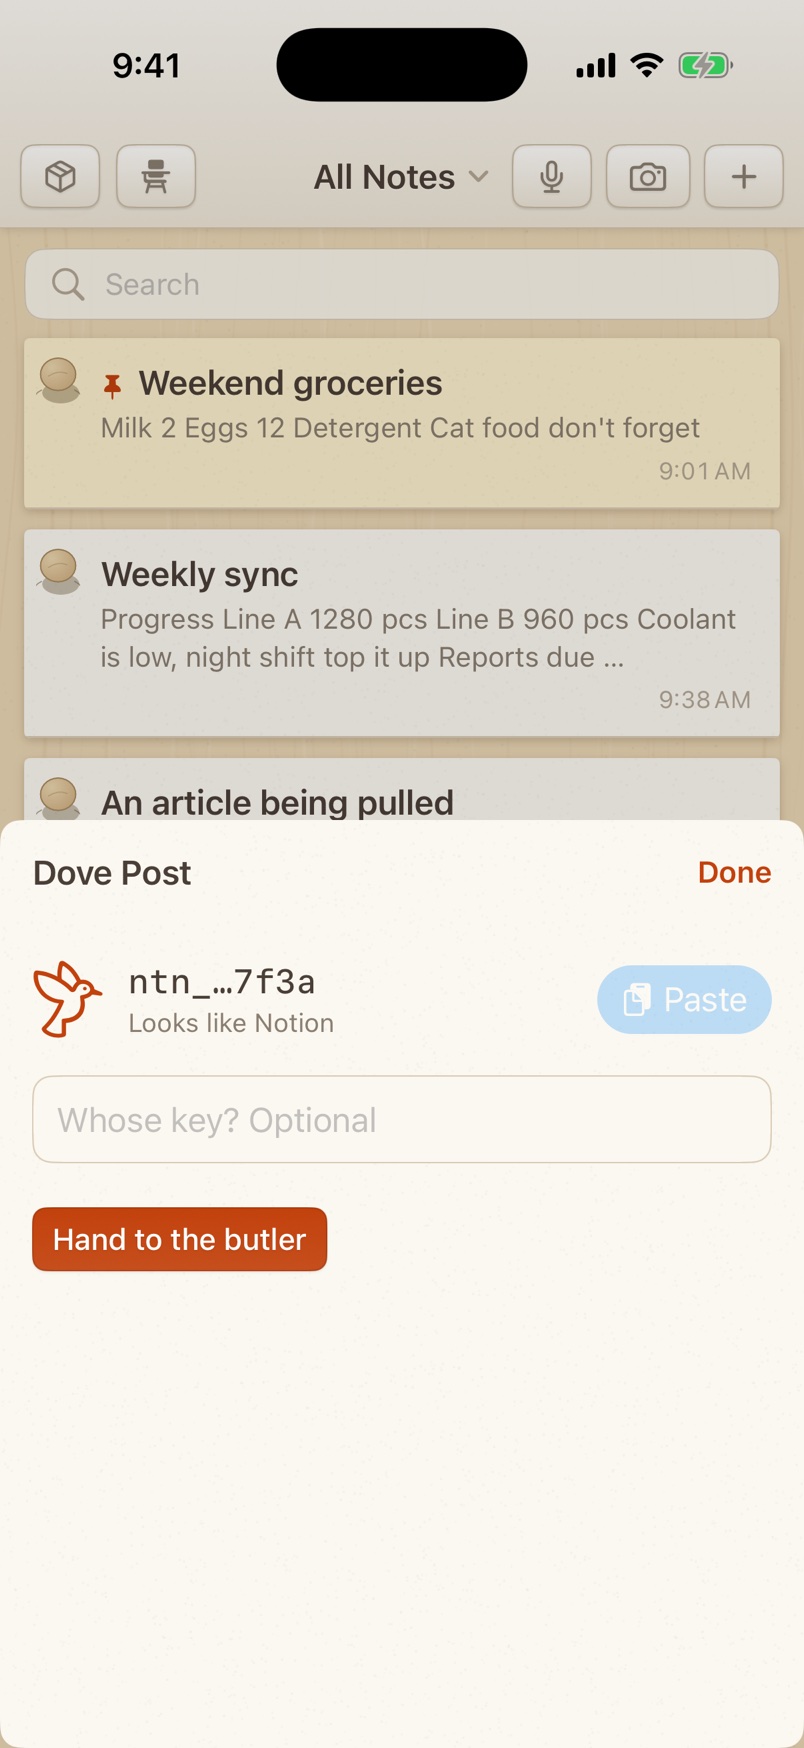 9:41
All Notes
Search
Weekend groceries
Milk 2 Eggs 12 Detergent Cat food don't forget
9:01 AM
Weekly sync
Progress Line A 1280 pcs Line B 960 pcs Coolant
is low, night shift top it up Reports due ...
9:38 AM
An article being pulled
Dove Post
Done
ntn_…7f3a
Looks like Notion
Paste
Whose key? Optional
Hand to the butler